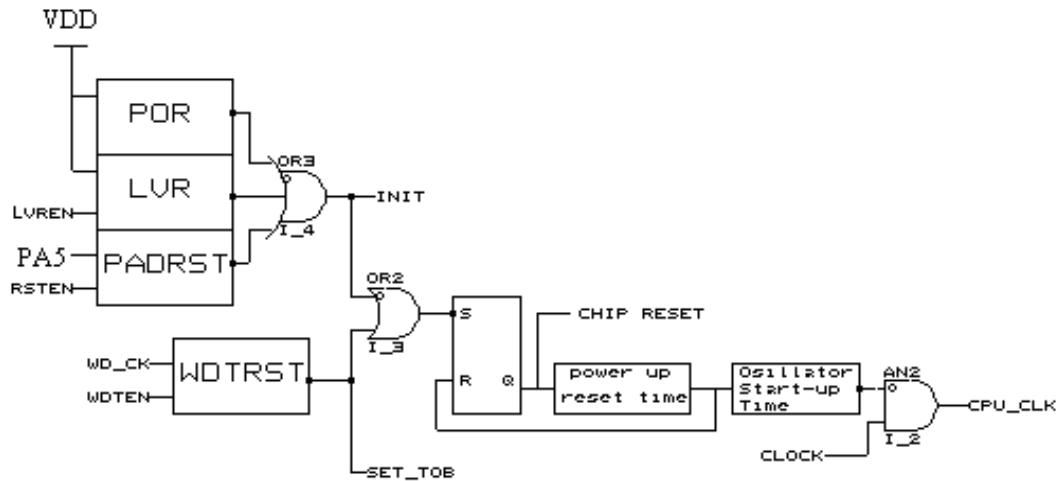 VDD
POR
OR3
LVR
INIT
LVREN
I_4
PA5
PADRST
RSTEN
OR2
S
CHIP RESET
I_3
WD_CK
WDTRST
WDTEN
R
Q
power up
reset time
Osillator
Start-up
Time
AN2
CPU_CLK
I_2
CLOCK
SET_TOB